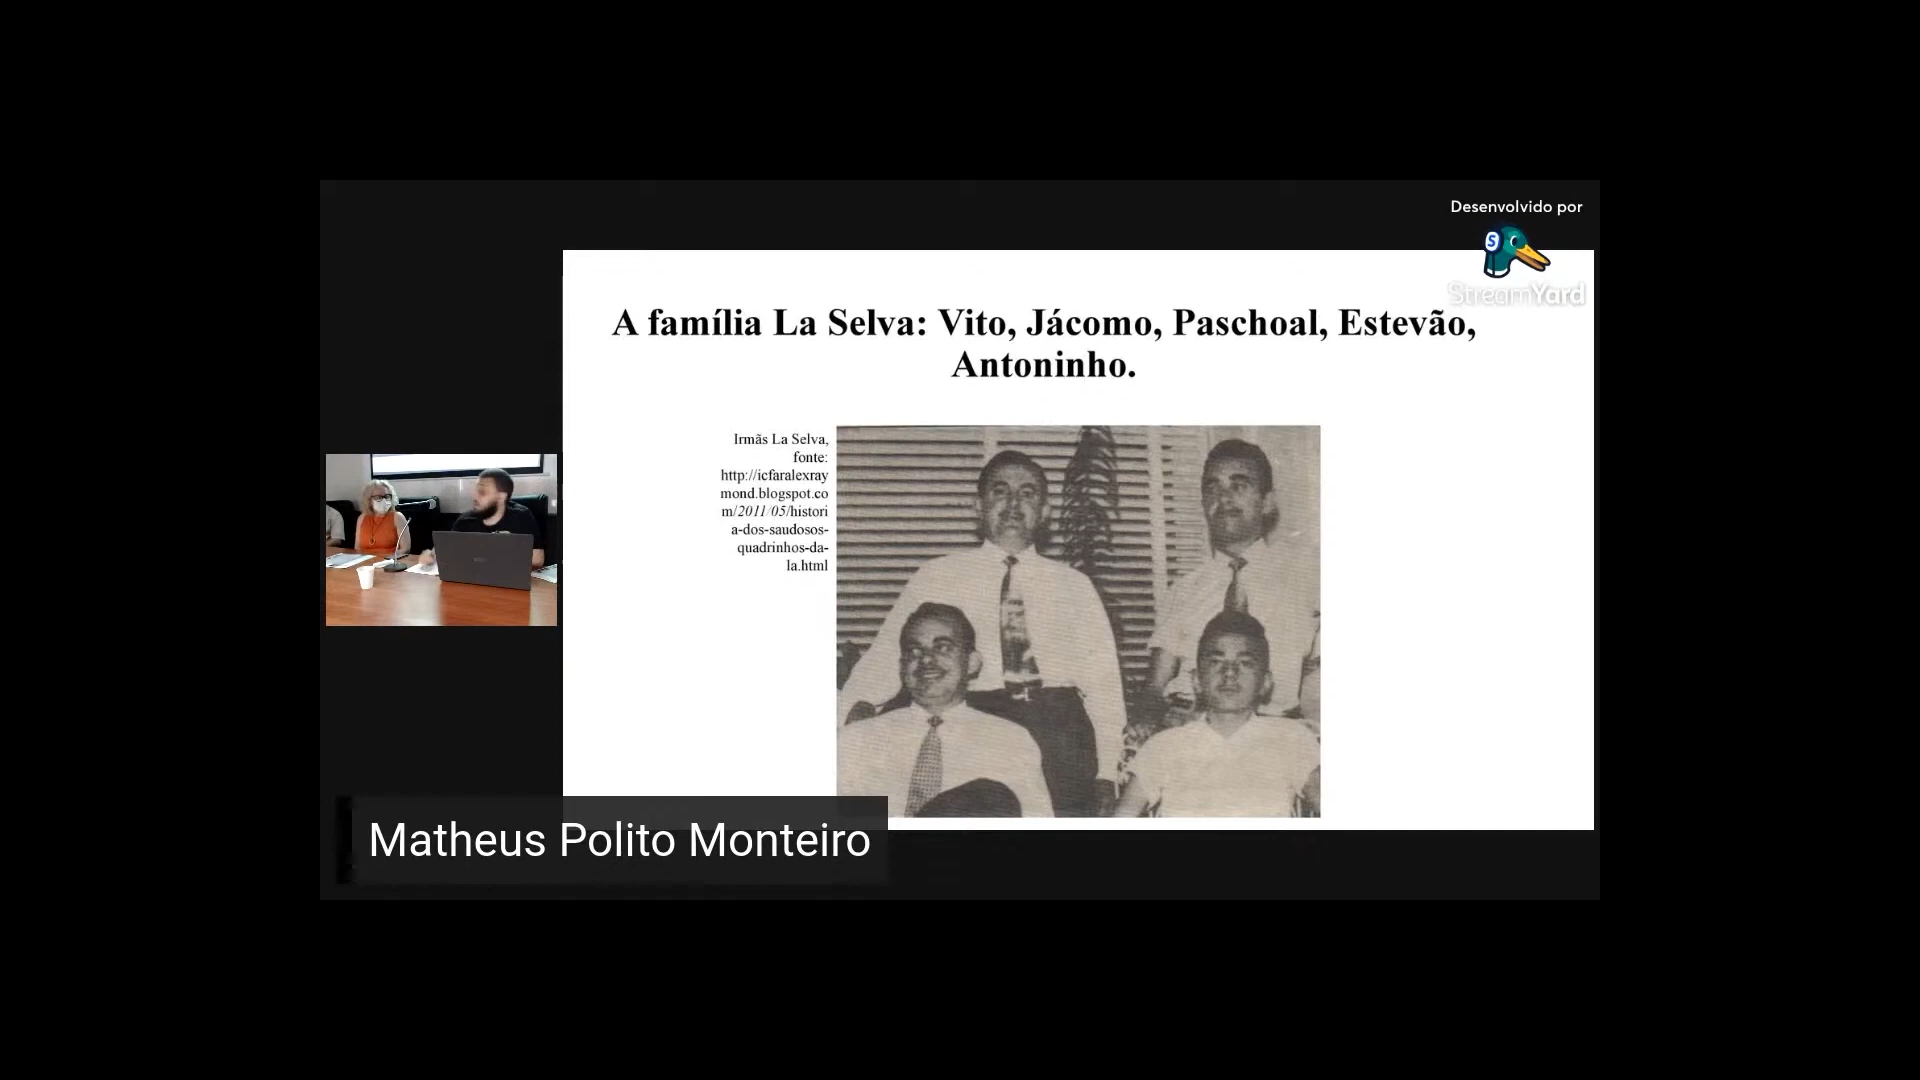 Desenvolvido por
S
StreamYard
A família La Selva: Vito, Jácomo, Paschoal, Estevão,
Antoninho.
Irmãs La Selva,
fonte:
http://icfaralexray
mond.blogspot.co
m/2011/05/histori
a-dos-saudosos-
quadrinhos-da-
la.html
Matheus Polito Monteiro